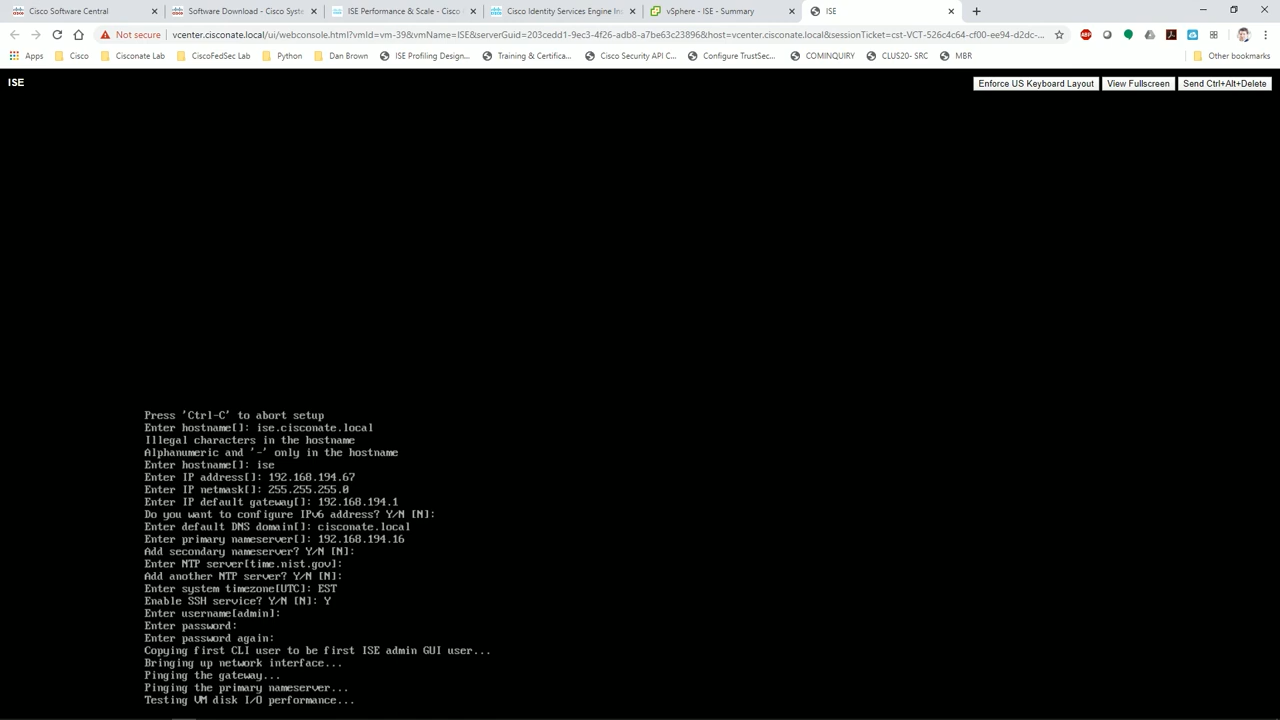 Cisco Software Central
Software Download - Cisco Syste
ISE Performance & Scale - Cisco
Cisco Identity Services Engine In
vSphere - ISE - Summary
ISE
Not secure
vcenter.cisconate.local/ui/webconsole.html?vmId=vm-39&vmName=ISE&serverGuid=203cedd1-9ec3-4f26-adb8-a7be63c23896&host=vcenter.cisconate.local&sessionTicket=cst-VCT-526c4c64-cf00-ee94-d2dc-...
Apps
Cisco
Cisconate Lab
CiscoFedSec Lab
Python
Dan Brown
ISE Profiling Design...
Training & Certifica...
Cisco Security API C...
Configure TrustSec...
COMINQUIRY
CLUS20- SRC
MBR
Other bookmarks
ISE
Enforce US Keyboard Layout
View Fullscreen
Send Ctrl+Alt+Delete
Press 'Ctrl-C' to abort setup
Enter hostname[]: ise.cisconate.local
Illegal characters in the hostname
Alphanumeric and '-' only in the hostname
Enter hostname[]: ise
Enter IP address[]: 192.168.194.67
Enter IP netmask[]: 255.255.255.0
Enter IP default gateway[]: 192.168.194.1
Do you want to configure IPv6 address? Y/N [N]:
Enter default DNS domain[]: cisconate.local
Enter primary nameserver[]: 192.168.194.16
Add secondary nameserver? Y/N [N]:
Enter NTP server[time.nist.gov]:
Add another NTP server? Y/N [N]:
Enter system timezone[UTC]: EST
Enable SSH service? Y/N [N]: Y
Enter username[admin]:
Enter password:
Enter password again:
Copying first CLI user to be first ISE admin GUI user...
Bringing up network interface...
Pinging the gateway...
Pinging the primary nameserver...
Testing VM disk I/O performance...